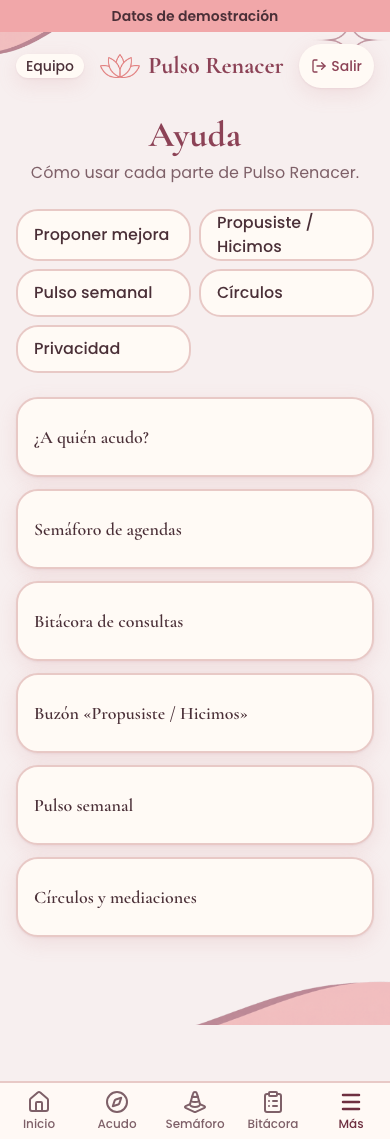 Datos de demostración
Equipo
Pulso Renacer
Salir
Ayuda
Cómo usar cada parte de Pulso Renacer.
Proponer mejora
Propusiste /
Hicimos
Pulso semanal
Círculos
Privacidad
¿A quién acudo?
Semáforo de agendas
Bitácora de consultas
Buzón «Propusiste / Hicimos»
Pulso semanal
Círculos y mediaciones
Inicio
Acudo
Semáforo
Bitácora
Más